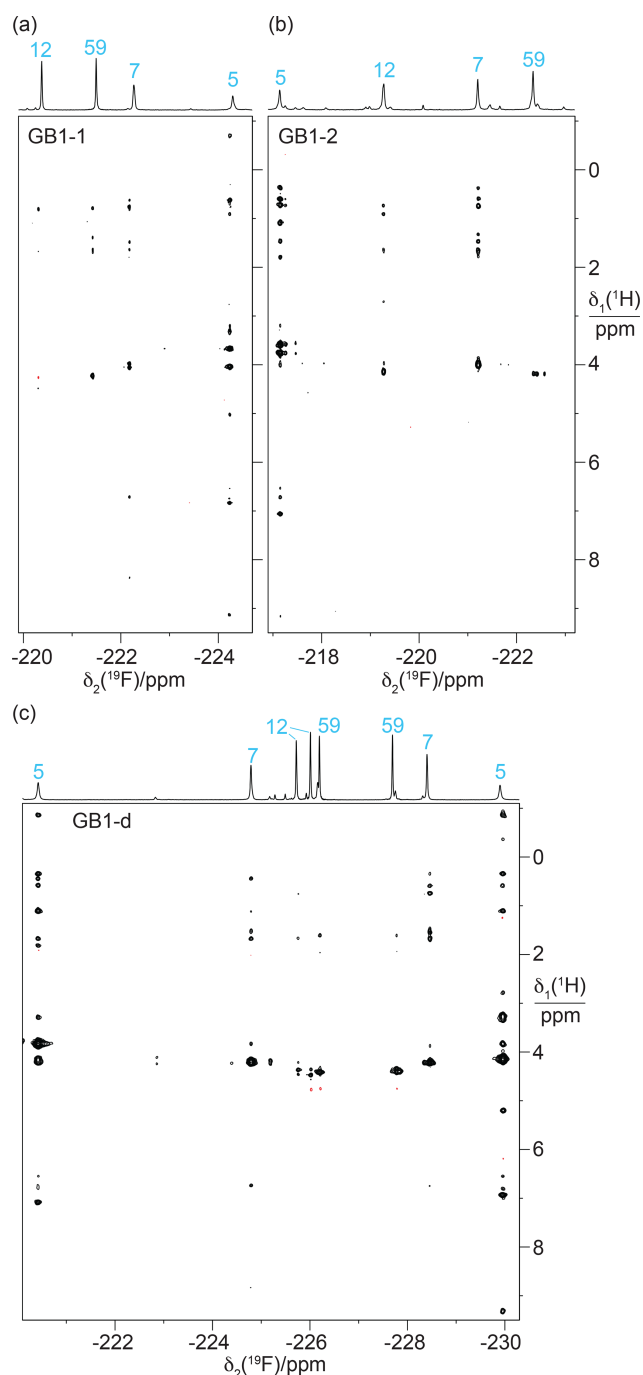 (a)
12 59 7 5
GB1-1
-220 -222 -224
δ2(19F)/ppm
(b)
5 12 7 59
GB1-2
0
2
δ1(1H)
ppm
4
6
8
-218 -220 -222
δ2(19F)/ppm
(c)
5 7 12 59 59 7 5
GB1-d
0
2
δ1(1H)
ppm
4
6
8
-222 -224 -226 -228 -230
δ2(19F)/ppm